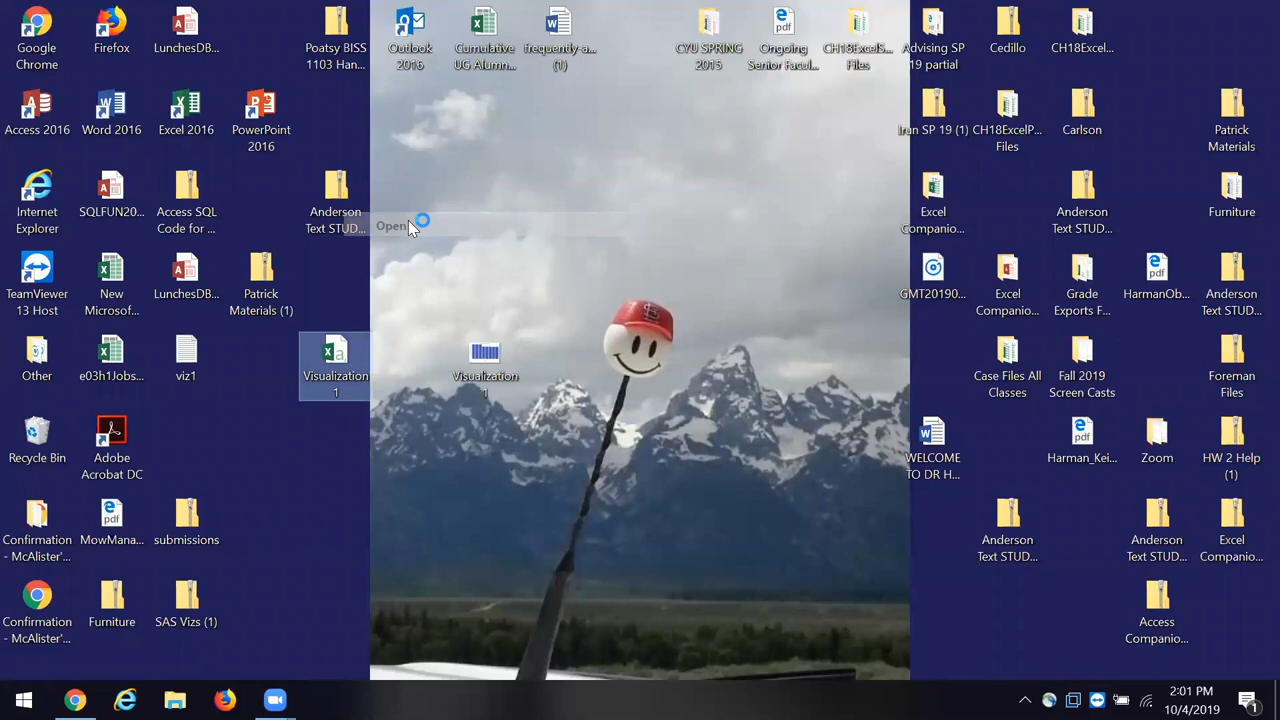 Google
Chrome
Firefox
LunchesDB...
Poatsy BISS
1103 Han...
Outlook
2016
Cumulative
UG Alumn...
frequently-a...
(1)
CYU SPRING
2015
Ongoing
Senior Facul...
CH18ExcelS...
Files
Advising SP
19 partial
Cedillo
CH18Excel...
Access 2016
Word 2016
Excel 2016
PowerPoint
2016
Irun SP 19 (1)
CH18ExcelP...
Files
Carlson
Patrick
Materials
Internet
Explorer
SQLFUN20...
Access SQL
Code for ...
Anderson
Text STUD...
Open
Excel
Companio...
Anderson
Text STUD...
Furniture
TeamViewer
13 Host
New
Microsof...
LunchesDB...
Patrick
Materials (1)
GMT20190...
Excel
Companio...
Grade
Exports F...
HarmanOb...
Anderson
Text STUD...
Other
e03h1Jobs...
viz1
Visualization
1
Visualization
1
Case Files All
Classes
Fall 2019
Screen Casts
Foreman
Files
Recycle Bin
Adobe
Acrobat DC
WELCOME
TO DR H...
Harman_Kei...
Zoom
HW 2 Help
(1)
Confirmation
- McAlister'...
MowMana...
submissions
Anderson
Text STUD...
Anderson
Text STUD...
Excel
Companio...
Confirmation
- McAlister'...
Furniture
SAS Vizs (1)
Access
Companio...
2:01 PM
10/4/2019
1